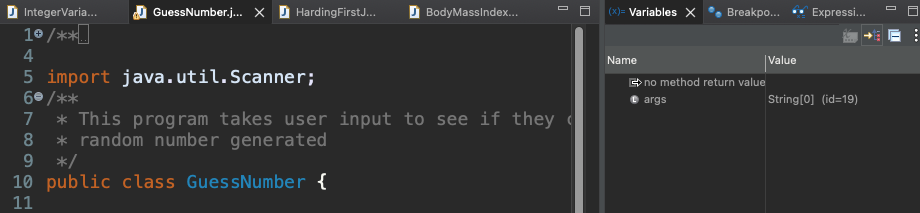 IntegerVaria... GuessNumber.j... HardingFirstJ... BodyMassIndex...
1 /**
4
5 import java.util.Scanner;
6 /**
7 * This program takes user input to see if they
8 * random number generated
9 */
10 public class GuessNumber {
11
(x)= Variables Breakpo... Expressi...
Name Value
no method return value
args String[0] (id=19)